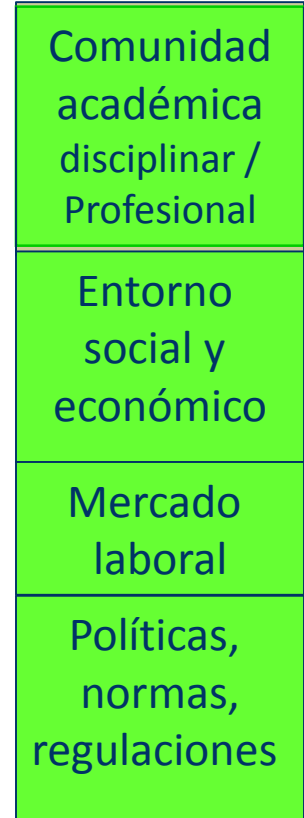 Comunidad
académica
disciplinar /
Profesional
Entorno
social y
económico
Mercado
laboral
Políticas,
normas,
regulaciones